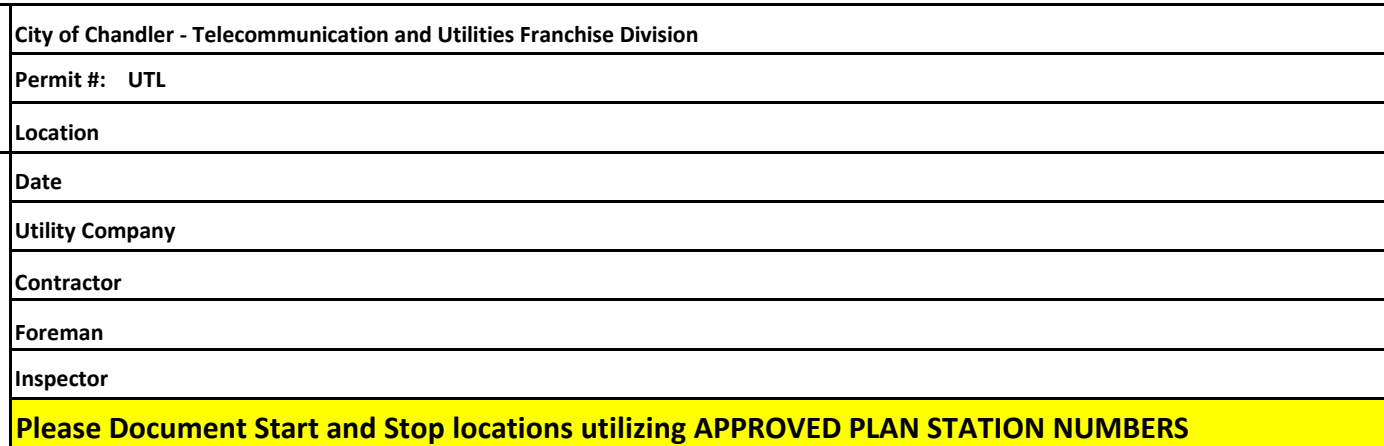 City of Chandler - Telecommunication and Utilities Franchise Division
Permit #: UTL
Location
Date
Utility Company
Contractor
Foreman
Inspector
Please Document Start and Stop locations utilizing APPROVED PLAN STATION NUMBERS